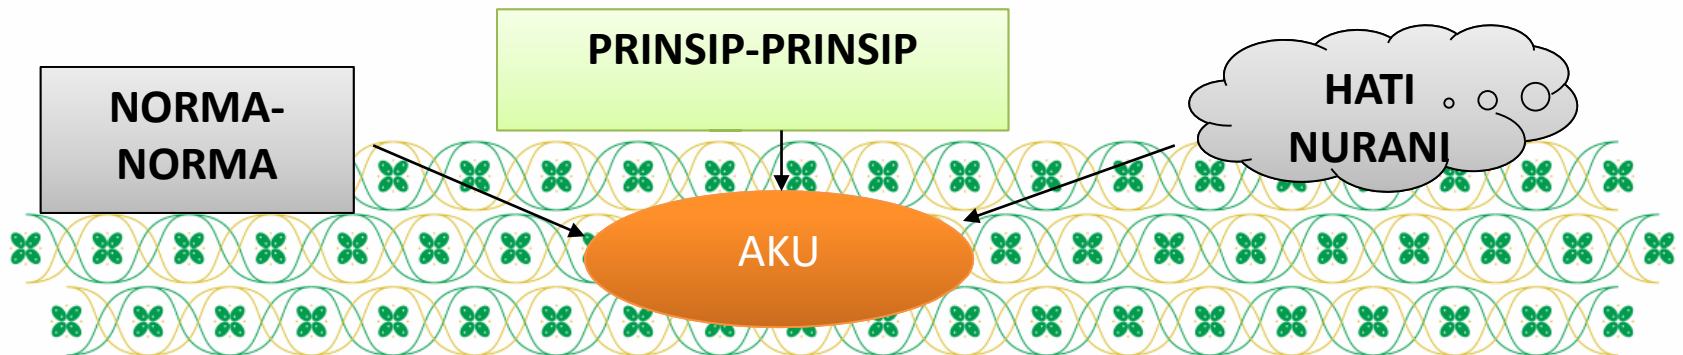 NORMA-
NORMA
PRINSIP-PRINSIP
HATI
NURANI
AKU